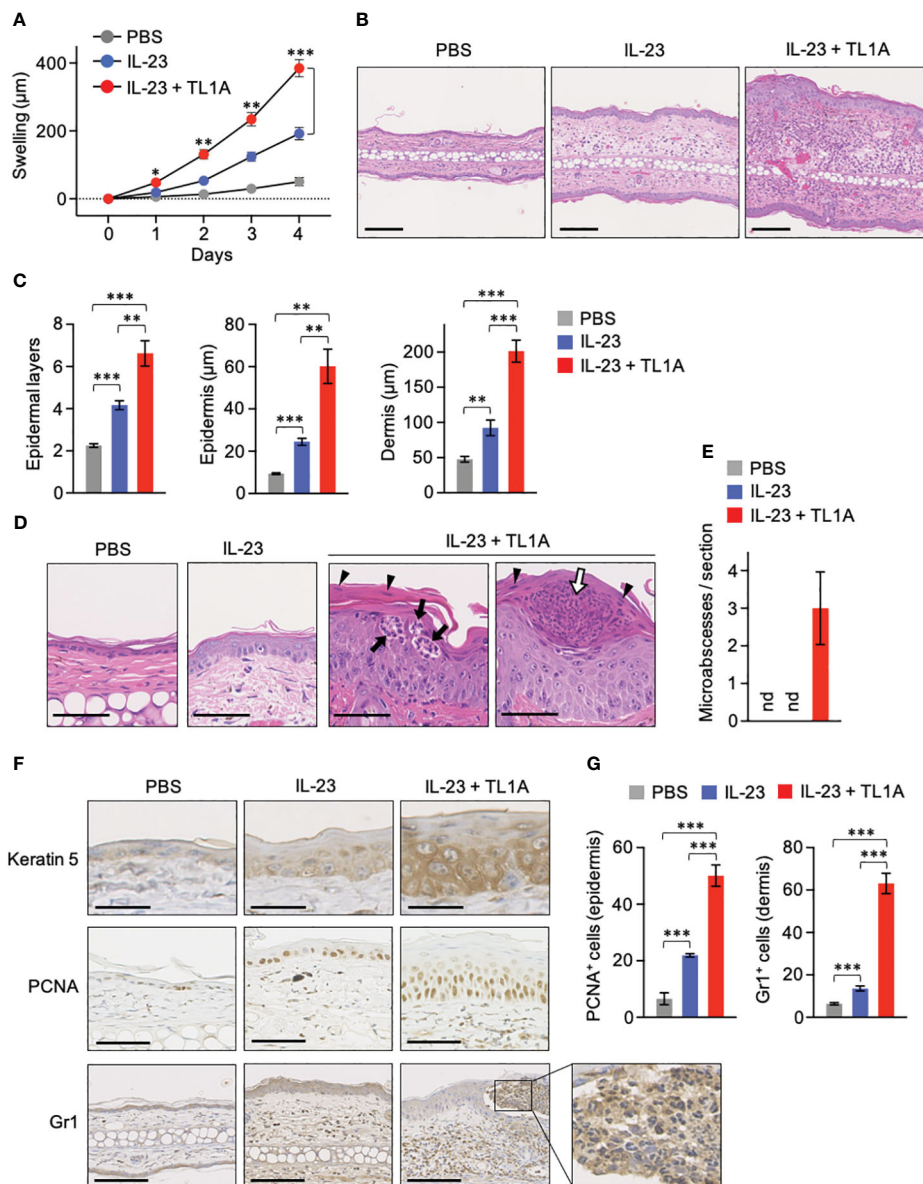 A
PBS
IL-23
IL-23 + TL1A
Swelling (µm)
400
200
0
*
**
**
***
0 1 2 3 4
Days
B
PBS IL-23 IL-23 + TL1A
C
Epidermal layers
8
6
4
2
0
***
**
***
Epidermis (µm)
80
60
40
20
0
**
**
***
Dermis (µm)
200
150
100
50
0
***
***
**
PBS
IL-23
IL-23 + TL1A
D
PBS IL-23 IL-23 + TL1A
E
PBS
IL-23
IL-23 + TL1A
Microabscesses / section
4
3
2
1
0
nd nd
F
PBS IL-23 IL-23 + TL1A
Keratin 5
PCNA
Gr1
G
PBS IL-23 IL-23 + TL1A
PCNA⁺ cells (epidermis)
60
40
20
0
***
***
***
Gr1⁺ cells (dermis)
80
60
40
20
0
***
***
***